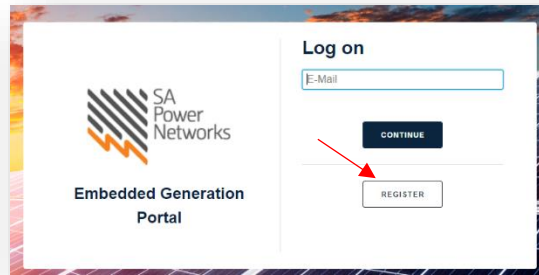 SA
Power
Networks
Embedded Generation
Portal
Log on
E-Mail
CONTINUE
REGISTER